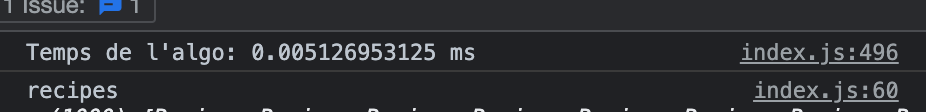 1 Issue: 1
Temps de l'algo: 0.005126953125 ms index.js:496
recipes index.js:60